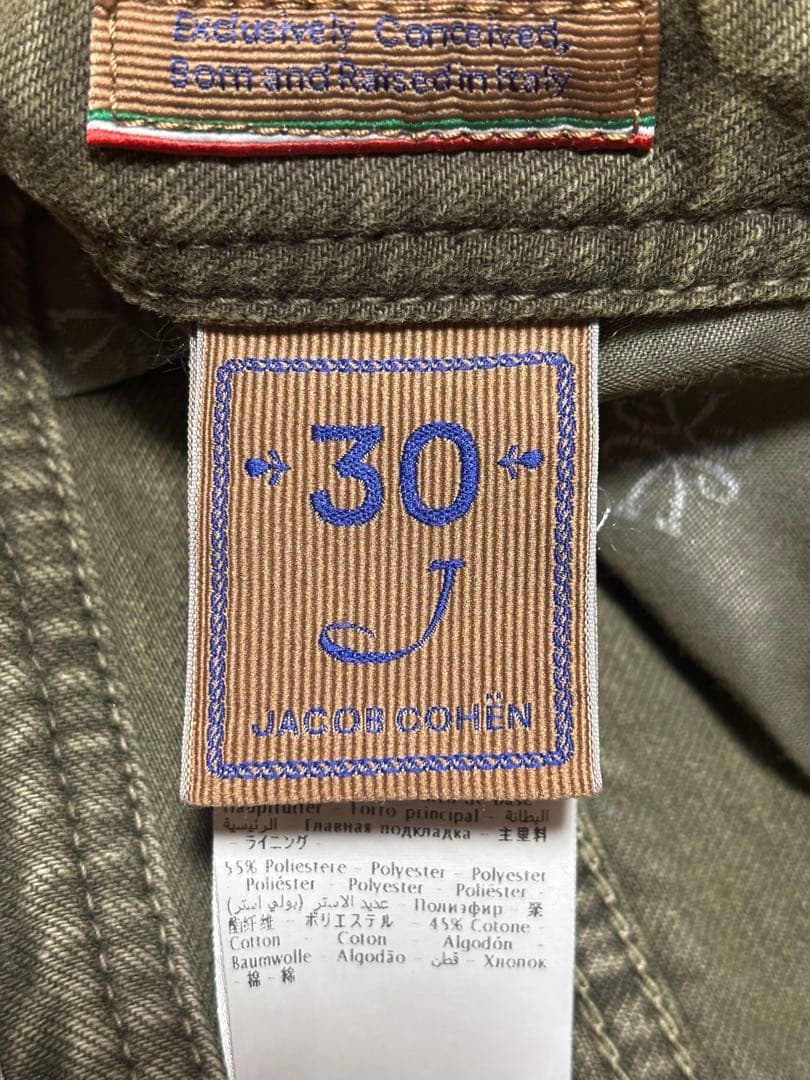 Exclusively Conceived,
Born and Raised in Italy
30
J
JACOB COHËN
Hauptfutter - Forro principal - البطانة
الرئيسية - Главная подкладка - 主里料
- ライニング -
55% Poliestere - Polyester - Polyester
- Poliéster - Polyester - Poliéster -
(بولي استر) عديد الاستر - Полиэфир - 聚
酯纤维 - ポリエステル - 45% Cotone -
Cotton - Coton - Algodón -
Baumwolle - Algodão - قطن - Хлопок
- 棉 - 綿